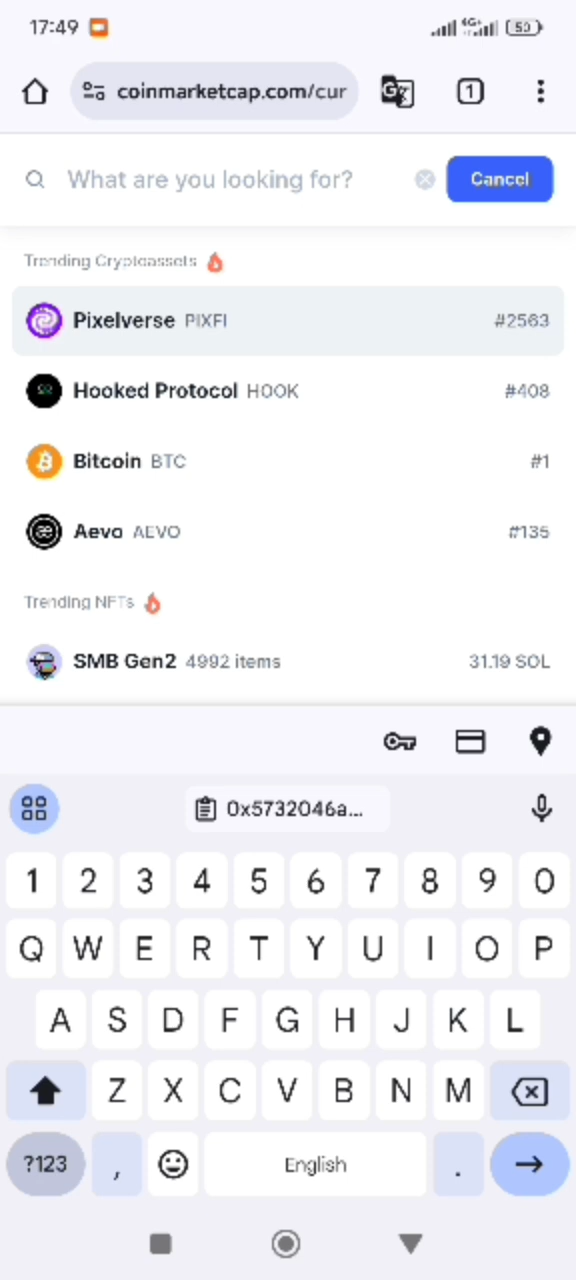 17:49 4G+ 50
coinmarketcap.com/cur 1
What are you looking for? Cancel
Trending Cryptoassets
Pixelverse PIXFI #2563
Hooked Protocol HOOK #408
Bitcoin BTC #1
Aevo AEVO #135
Trending NFTs
SMB Gen2 4992 items 31.19 SOL
0x5732046a...
1 2 3 4 5 6 7 8 9 0
Q W E R T Y U I O P
A S D F G H J K L
Z X C V B N M
?123 , English .